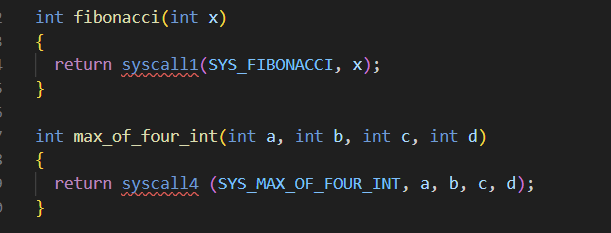 int fibonacci(int x)
{
  return syscall1(SYS_FIBONACCI, x);
}

int max_of_four_int(int a, int b, int c, int d)
{
  return syscall4 (SYS_MAX_OF_FOUR_INT, a, b, c, d);
}